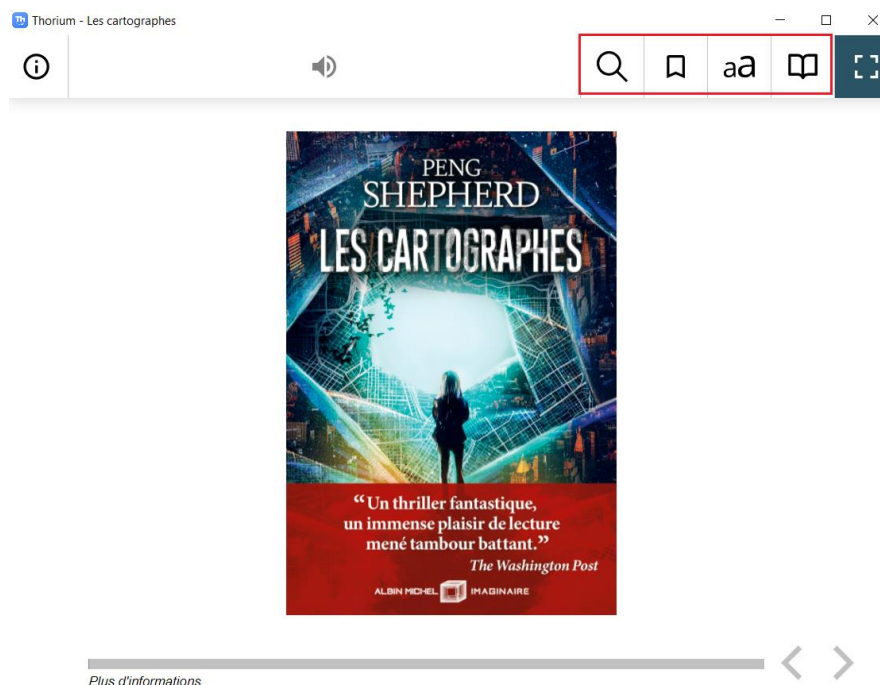 Thorium - Les cartographes
aa
PENG
SHEPHERD
LES CARTOGRAPHES
“Un thriller fantastique,
un immense plaisir de lecture
mené tambour battant.”
The Washington Post
ALBIN MICHEL IMAGINAIRE
Plus d'informations